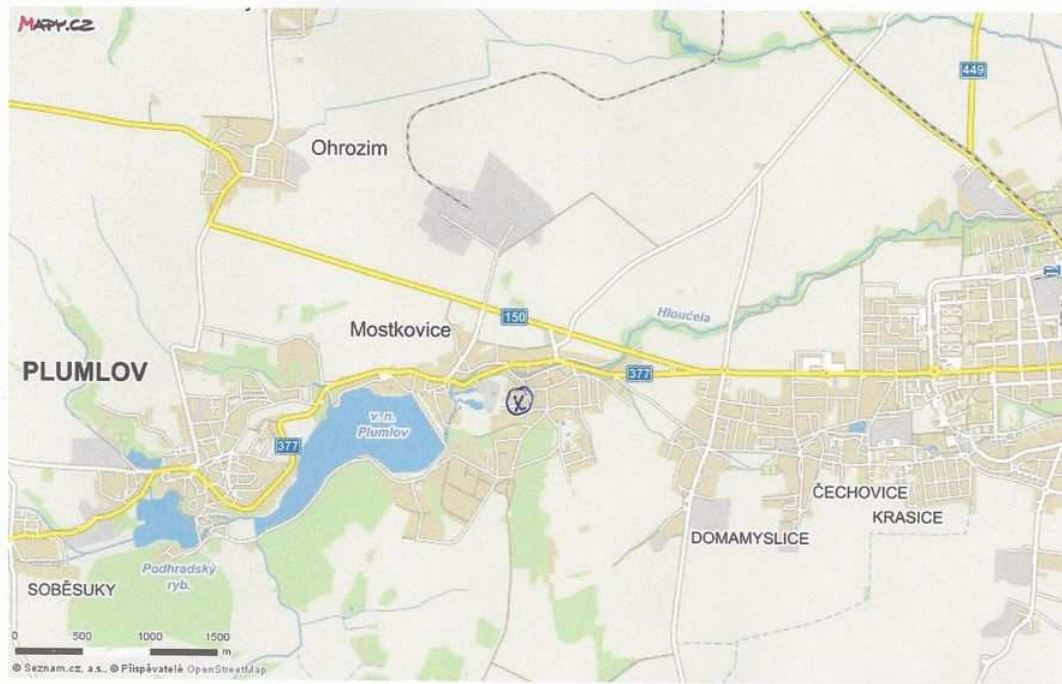 MAPY.CZ
449
Ohrozim
Hloučela
150
Mostkovice
PLUMLOV
377
v. n.
Plumlov
X
377
ČECHOVICE
KRASICE
DOMAMYSLICE
Podhradský
ryb.
SOBĚSUKY
0 500 1000 1500
m
© Seznam.cz, a.s., © Přispěvatelé OpenStreetMap